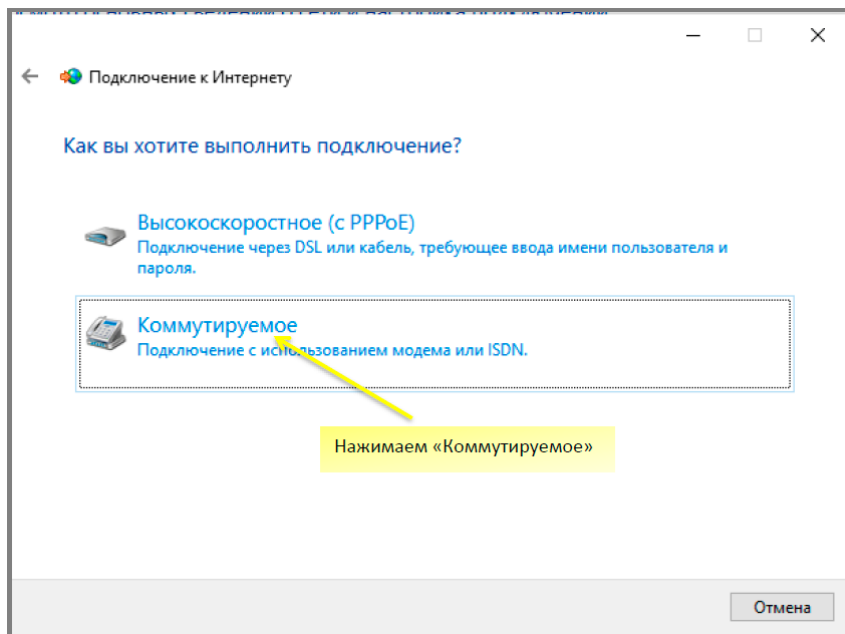 Подключение к Интернету
Как вы хотите выполнить подключение?
Высокоскоростное (с PPPoE)
Подключение через DSL или кабель, требующее ввода имени пользователя и
пароля.
Коммутируемое
Подключение с использованием модема или ISDN.
Нажимаем «Коммутируемое»
Отмена